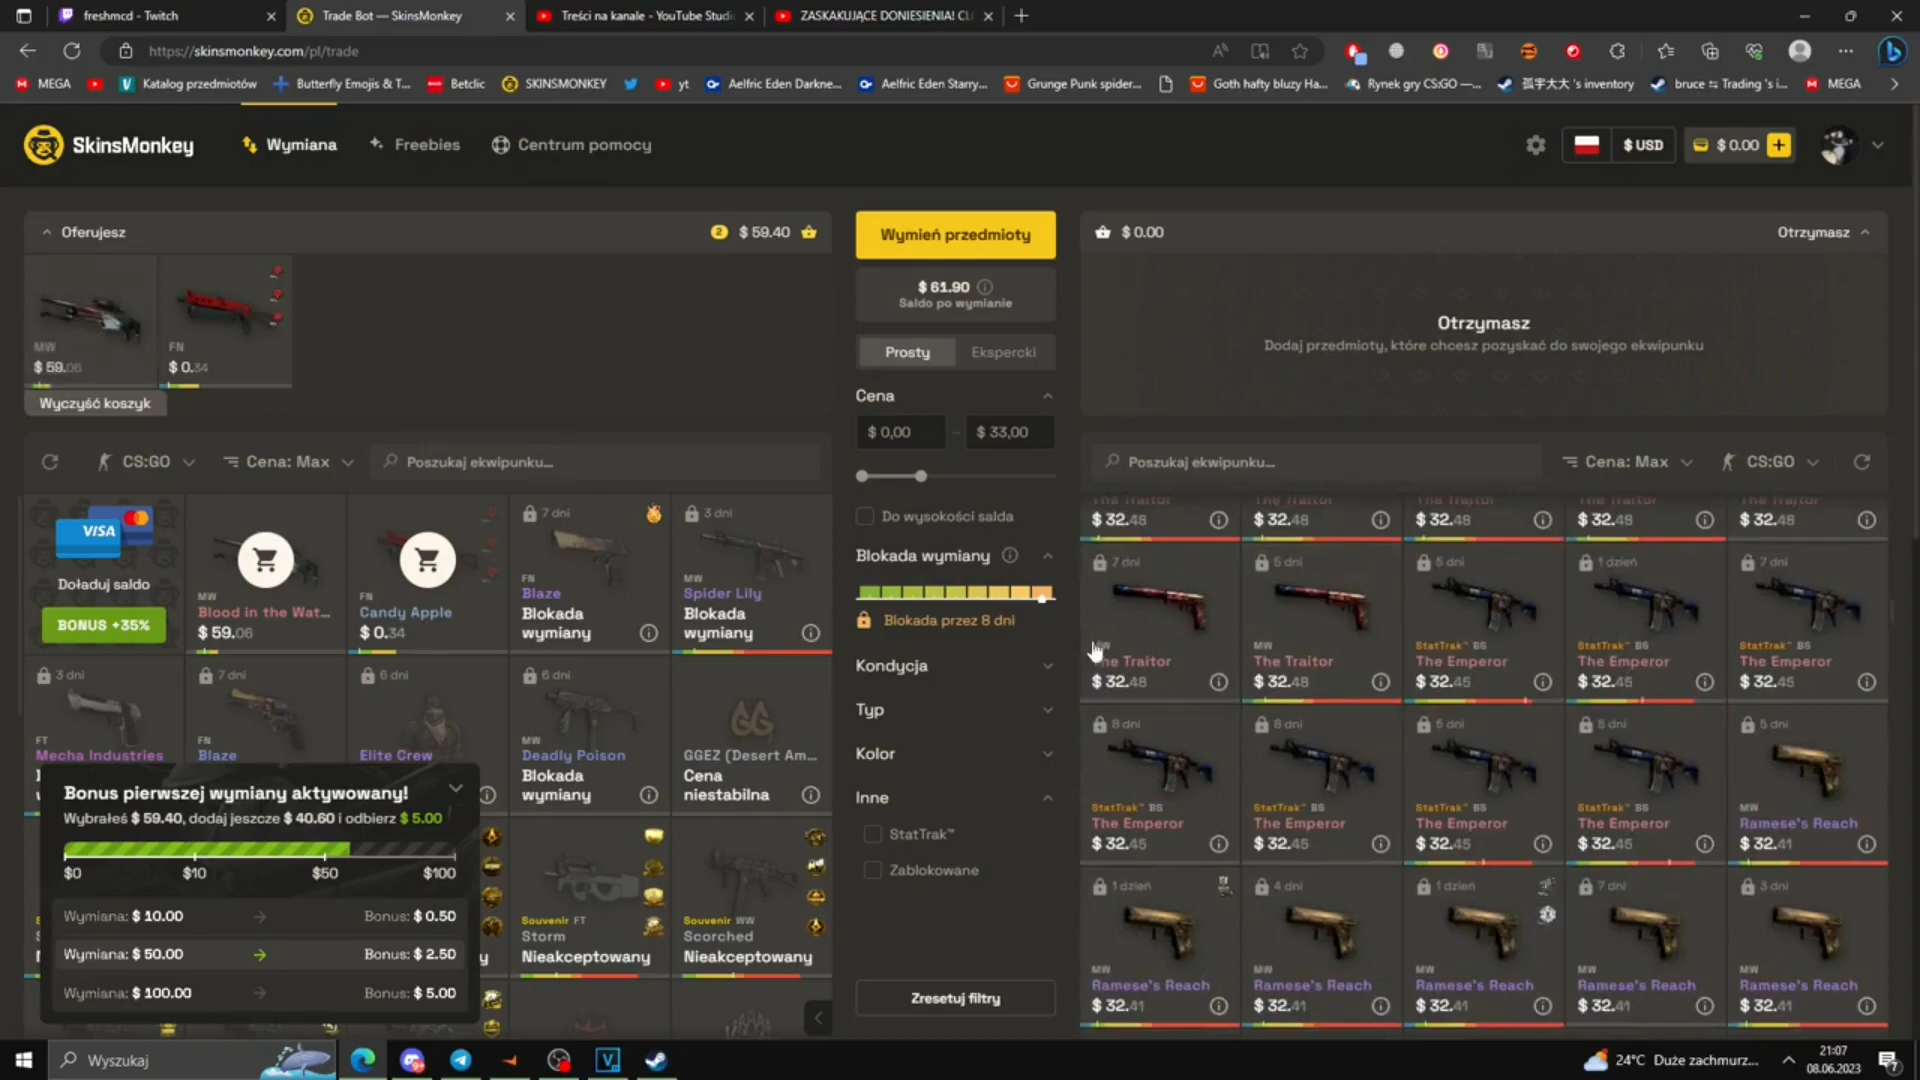 freshmcd - Twitch
Trade Bot — SkinsMonkey
Treści na kanale - YouTube Studi
ZASKAKUJĄCE DONIESIENIA! CL
https://skinsmonkey.com/pl/trade
MEGA
Katalog przedmiotów
Butterfly Emojis & T...
Betclic
SKINSMONKEY
yt
Aelfric Eden Darkne...
Aelfric Eden Starry...
Grunge Punk spider...
Goth hafty bluzy Ha...
Rynek gry CS:GO —...
孤宇大大 's inventory
bruce ⇆ Trading 's i...
MEGA
SkinsMonkey
Wymiana
Freebies
Centrum pomocy
$ USD
$ 0.00
Oferujesz
2 $ 59.40
Wymień przedmioty
$ 0.00
Otrzymasz
MW
$ 59.06
FN
$ 0.34
Wyczyść koszyk
$ 61.90
Saldo po wymianie
Prosty
Ekspercki
Otrzymasz
Dodaj przedmioty, które chcesz pozyskać do swojego ekwipunku
Cena
$ 0,00 - $ 33,00
CS:GO
Cena: Max
Poszukaj ekwipunku...
Poszukaj ekwipunku...
Cena: Max
CS:GO
Do wysokości salda
Blokada wymiany
Blokada przez 8 dni
Kondycja
Typ
Kolor
Inne
StatTrak™
Zablokowane
Zresetuj filtry
VISA
Doładuj saldo
BONUS +35%
MW
Blood in the Wat...
$ 59.06
FN
Candy Apple
$ 0.34
7 dni
FN
Blaze
Blokada
wymiany
3 dni
MW
Spider Lily
Blokada
wymiany
3 dni
FT
Mecha Industries
7 dni
Blaze
6 dni
Elite Crew
6 dni
MW
Deadly Poison
Blokada
wymiany
GGEZ (Desert Am...
Cena
niestabilna
Bonus pierwszej wymiany aktywowany!
Wybrałeś $ 59.40, dodaj jeszcze $ 40.60 i odbierz $ 5.00
$0 $10 $50 $100
Wymiana: $ 10.00 Bonus: $ 0.50
Wymiana: $ 50.00 Bonus: $ 2.50
Wymiana: $ 100.00 Bonus: $ 5.00
Souvenir FT
Storm
Nieakceptowany
Souvenir WW
Scorched
Nieakceptowany
The Traitor The Traitor The Traitor The Traitor The Traitor
$ 32.48 $ 32.48 $ 32.48 $ 32.48 $ 32.48
7 dni 6 dni 5 dni 1 dzień 7 dni
MW StatTrak™ BS StatTrak™ BS StatTrak™ BS
The Traitor The Traitor The Emperor The Emperor The Emperor
$ 32.48 $ 32.48 $ 32.45 $ 32.45 $ 32.45
8 dni 6 dni 5 dni 3 dni 5 dni
StatTrak™ BS StatTrak™ BS StatTrak™ BS StatTrak™ BS MW
The Emperor The Emperor The Emperor The Emperor Ramese's Reach
$ 32.45 $ 32.45 $ 32.45 $ 32.45 $ 32.41
1 dzień 4 dni 1 dzień 7 dni 3 dni
MW MW MW MW MW
Ramese's Reach Ramese's Reach Ramese's Reach Ramese's Reach Ramese's Reach
$ 32.41 $ 32.41 $ 32.41 $ 32.41 $ 32.41
Wyszukaj
24°C Duże zachmurz...
21:07
08.06.2023